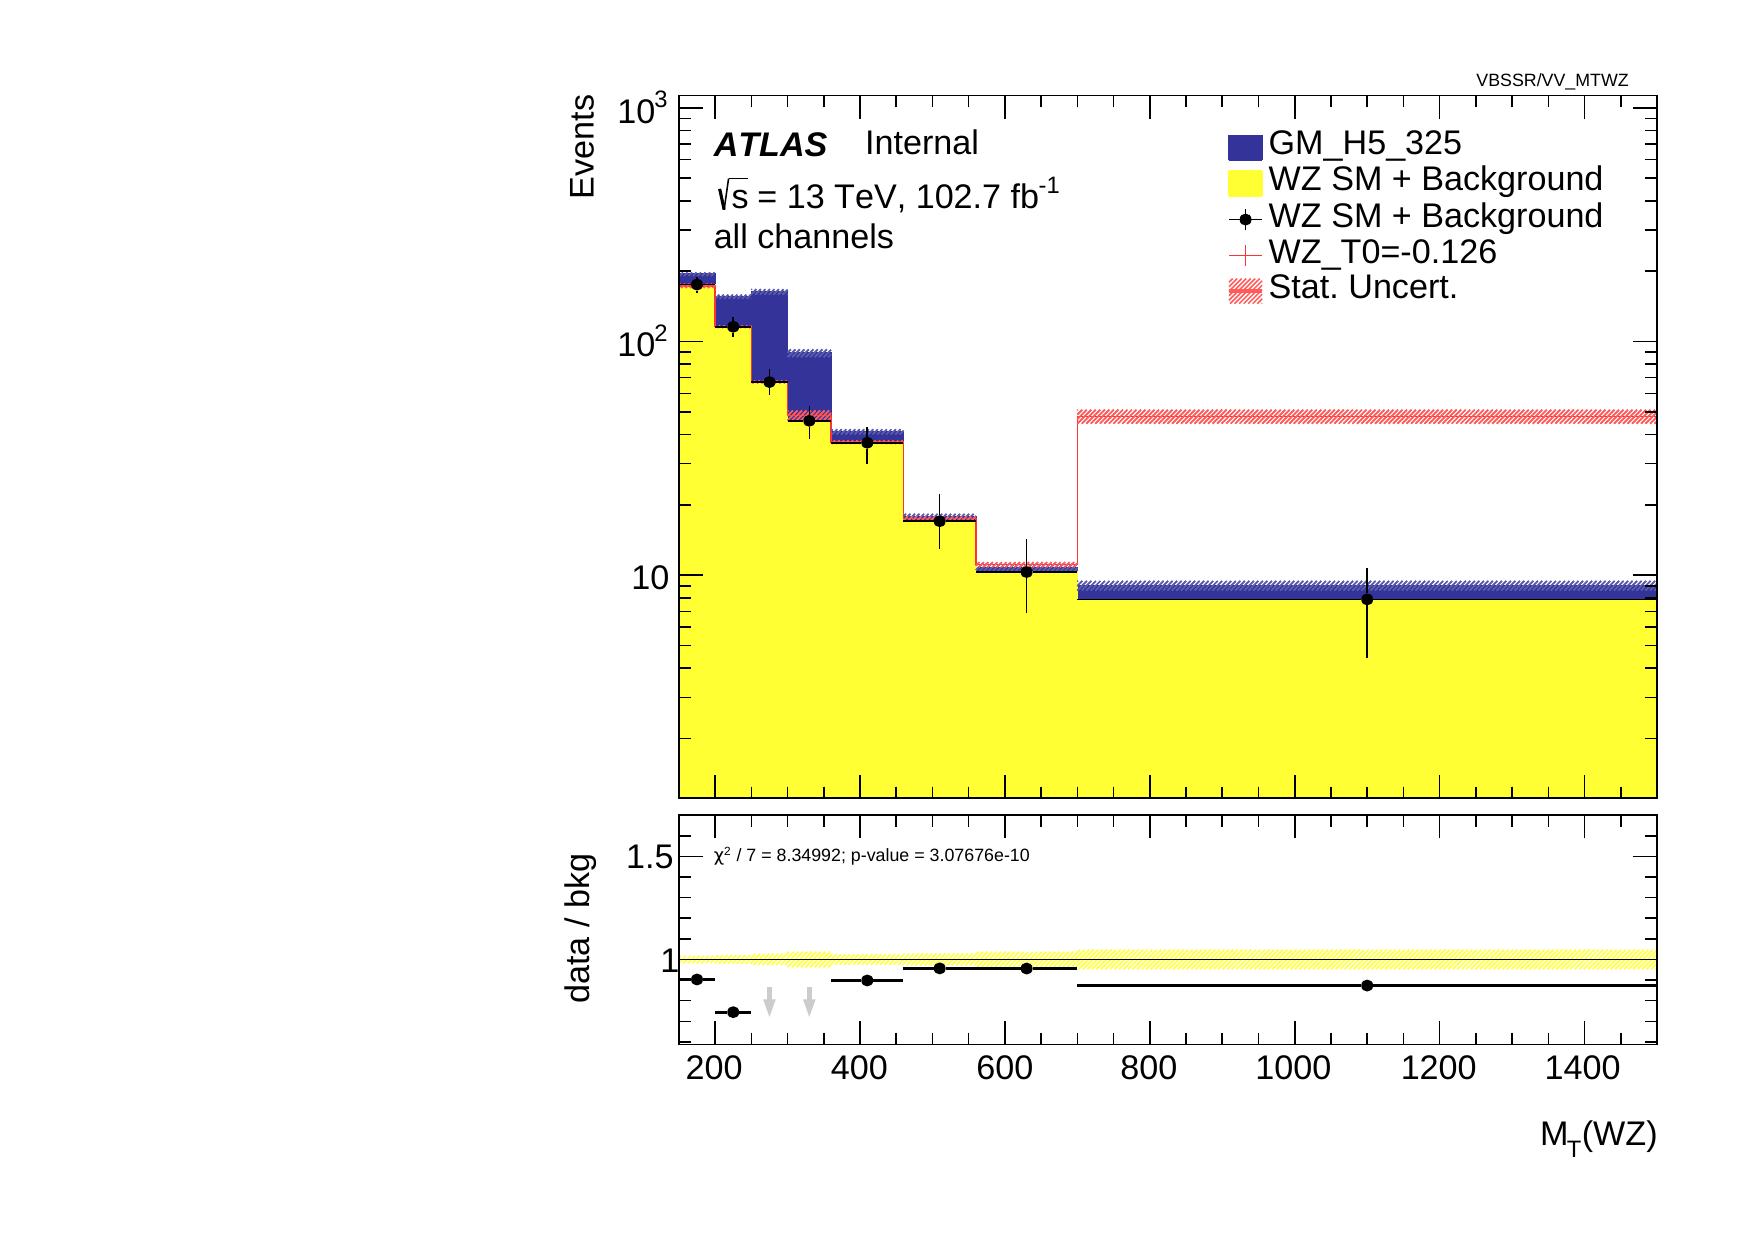 VBSSR/VV_MTWZ
Events
10³
10²
10
ATLAS Internal
√s = 13 TeV, 102.7 fb⁻¹
all channels
GM_H5_325
WZ SM + Background
WZ SM + Background
WZ_T0=-0.126
Stat. Uncert.
data / bkg
1.5
1
χ² / 7 = 8.34992; p-value = 3.07676e-10
200 400 600 800 1000 1200 1400
M_T(WZ)